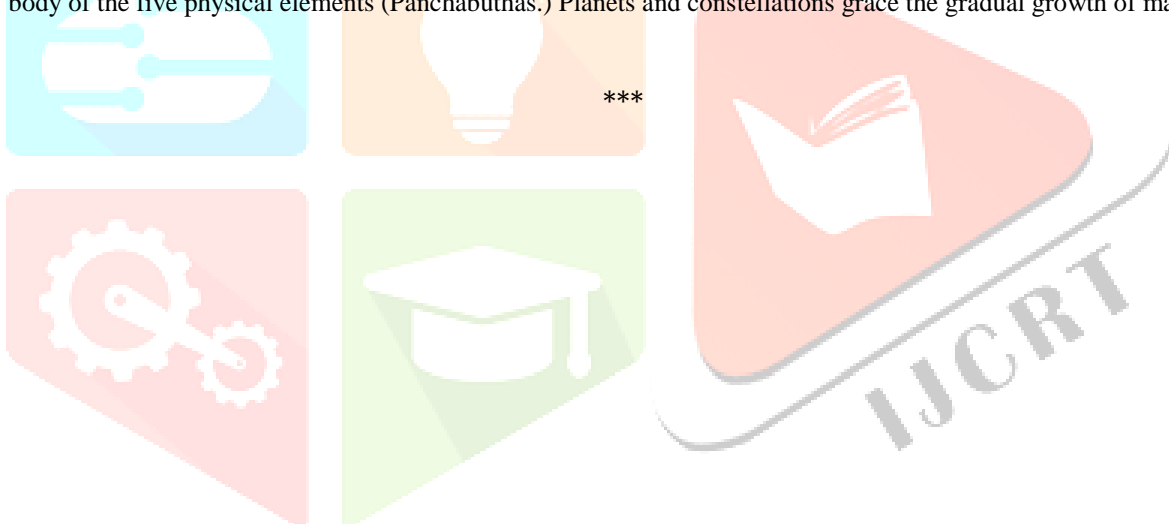 body of the five physical elements (Panchabuthas.) Planets and constellations grace the gradual growth of ma
***
IJCRT